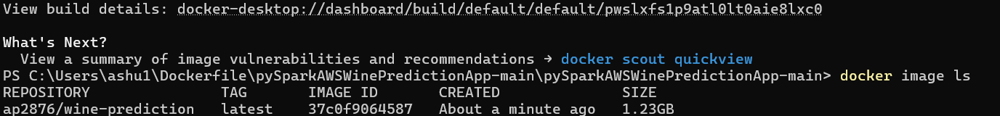 View build details: docker-desktop://dashboard/build/default/default/pwslxfs1p9atl0lt0aie8lxc0
What's Next?
View a summary of image vulnerabilities and recommendations → docker scout quickview
PS C:\Users\ashu1\Dockerfile\pySparkAWSWinePredictionApp-main\pySparkAWSWinePredictionApp-main> docker image ls
REPOSITORY TAG IMAGE ID CREATED SIZE
ap2876/wine-prediction latest 37c0f9064587 About a minute ago 1.23GB